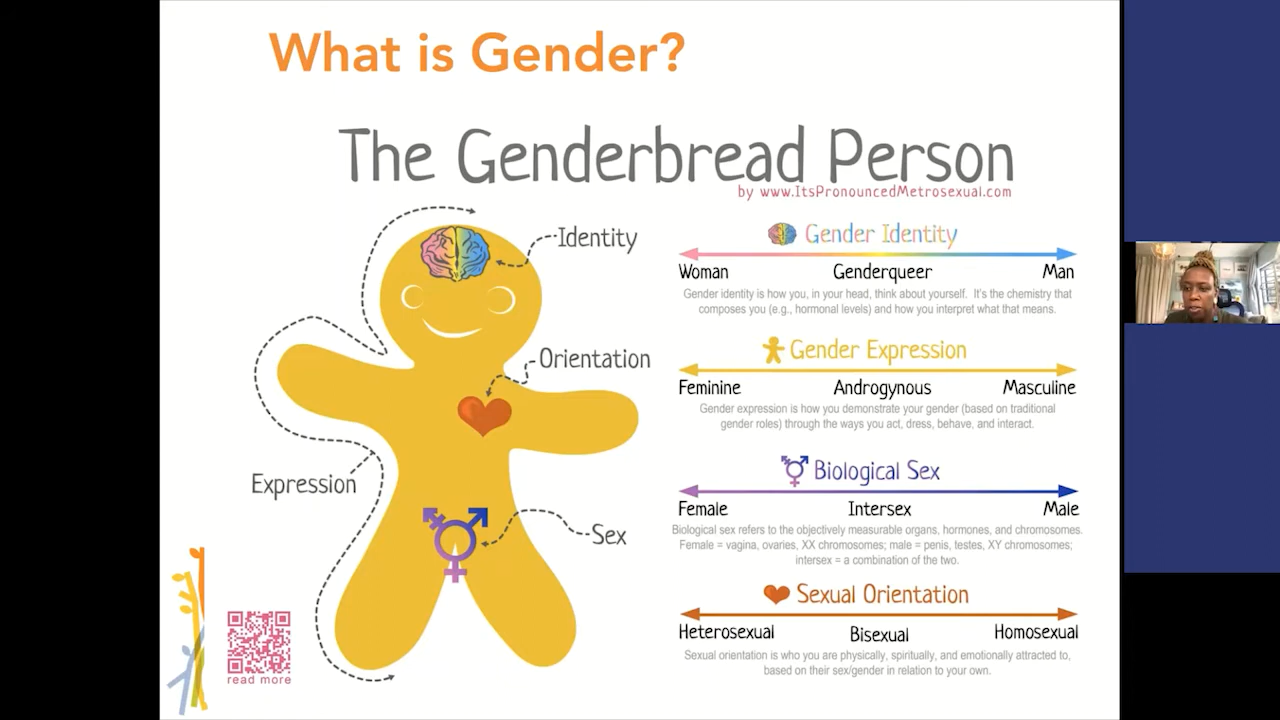 What is Gender?
The Genderbread Person
by www.ItsPronouncedMetrosexual.com
Identity
Orientation
Expression
Sex
read more
Gender Identity
Woman Genderqueer Man
Gender identity is how you, in your head, think about yourself. It's the chemistry that
composes you (e.g., hormonal levels) and how you interpret what that means.
Gender Expression
Feminine Androgynous Masculine
Gender expression is how you demonstrate your gender (based on traditional
gender roles) through the ways you act, dress, behave, and interact.
Biological Sex
Female Intersex Male
Biological sex refers to the objectively measurable organs, hormones, and chromosomes.
Female = vagina, ovaries, XX chromosomes; male = penis, testes, XY chromosomes;
intersex = a combination of the two.
Sexual Orientation
Heterosexual Bisexual Homosexual
Sexual orientation is who you are physically, spiritually, and emotionally attracted to,
based on their sex/gender in relation to your own.